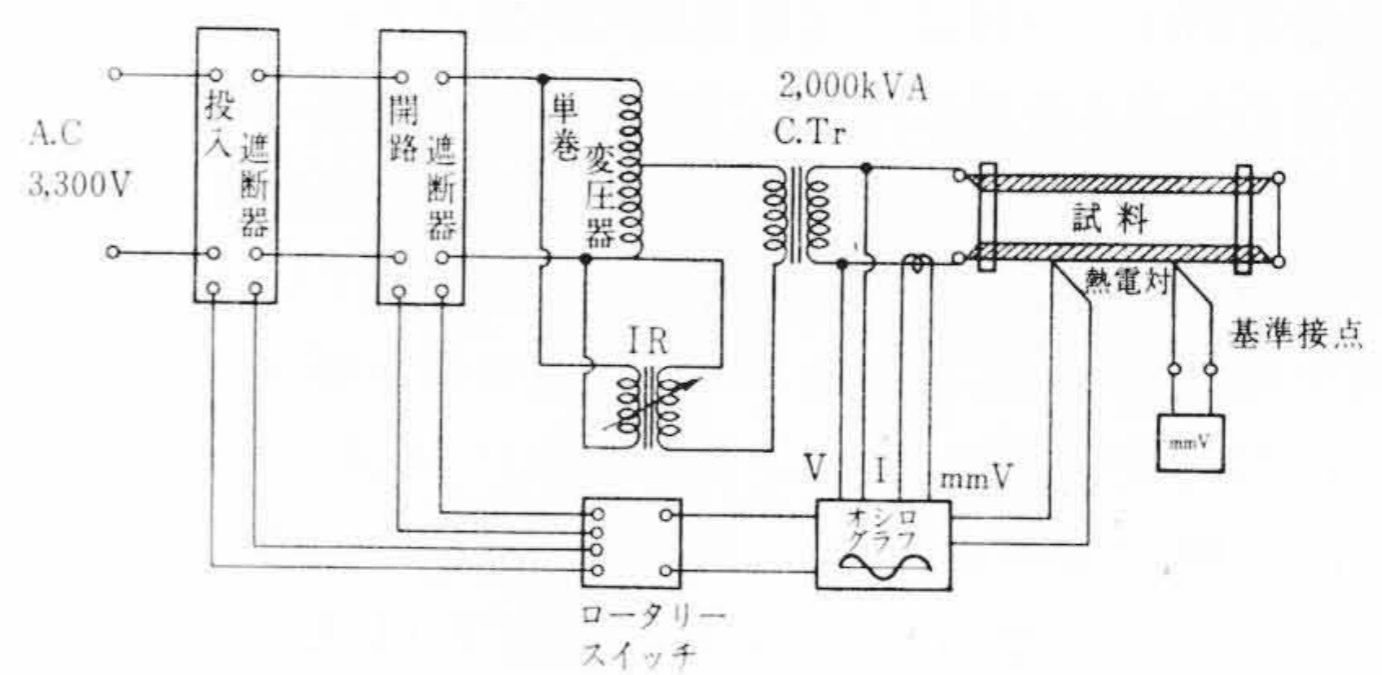 A.C
3,300V
投入
遮断器
開路
遮断器
単巻
変圧器
2,000kVA
C.Tr
試料
熱電対
基準接点
mmV
IR
V
I
mmV
オシロ
グラフ
ロータリー
スイッチ